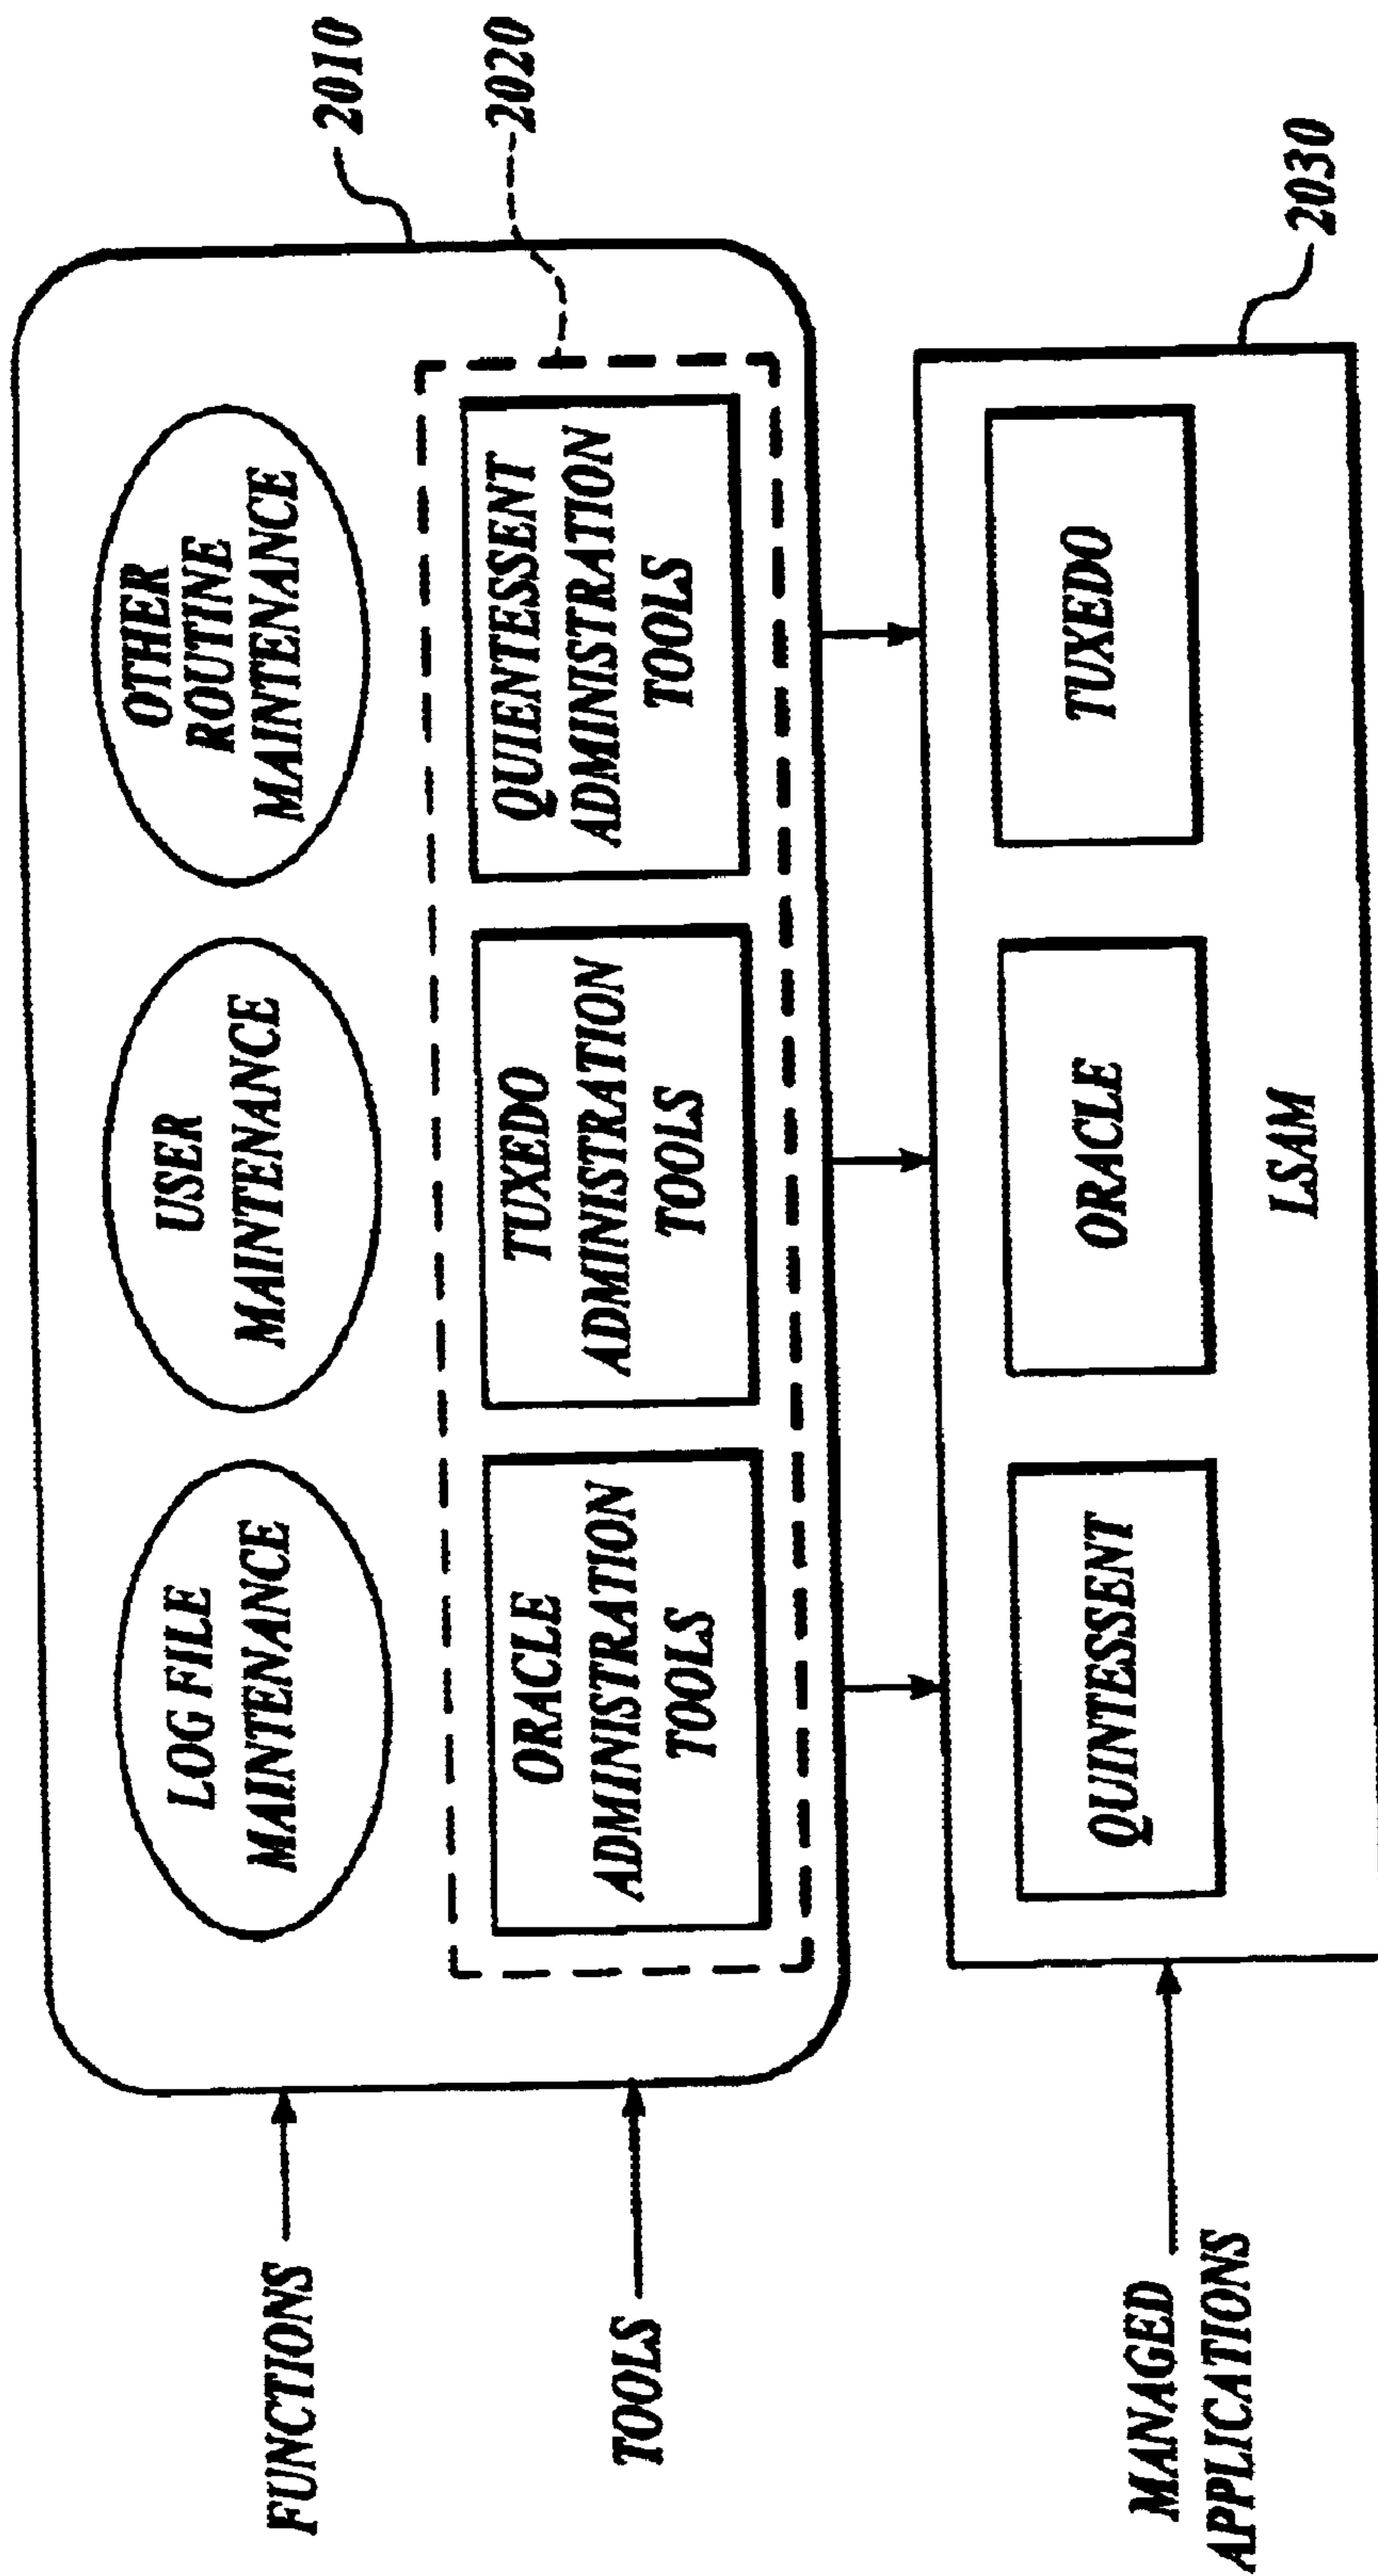 2010
2020
FUNCTIONS
LOG FILE
MAINTENANCE
USER
MAINTENANCE
OTHER
ROUTINE
MAINTENANCE
TOOLS
ORACLE
ADMINISTRATION
TOOLS
TUXEDO
ADMINISTRATION
TOOLS
QUIENTESSENT
ADMINISTRATION
TOOLS
MANAGED
APPLICATIONS
QUINTESSENT
ORACLE
TUXEDO
LSAM
2030